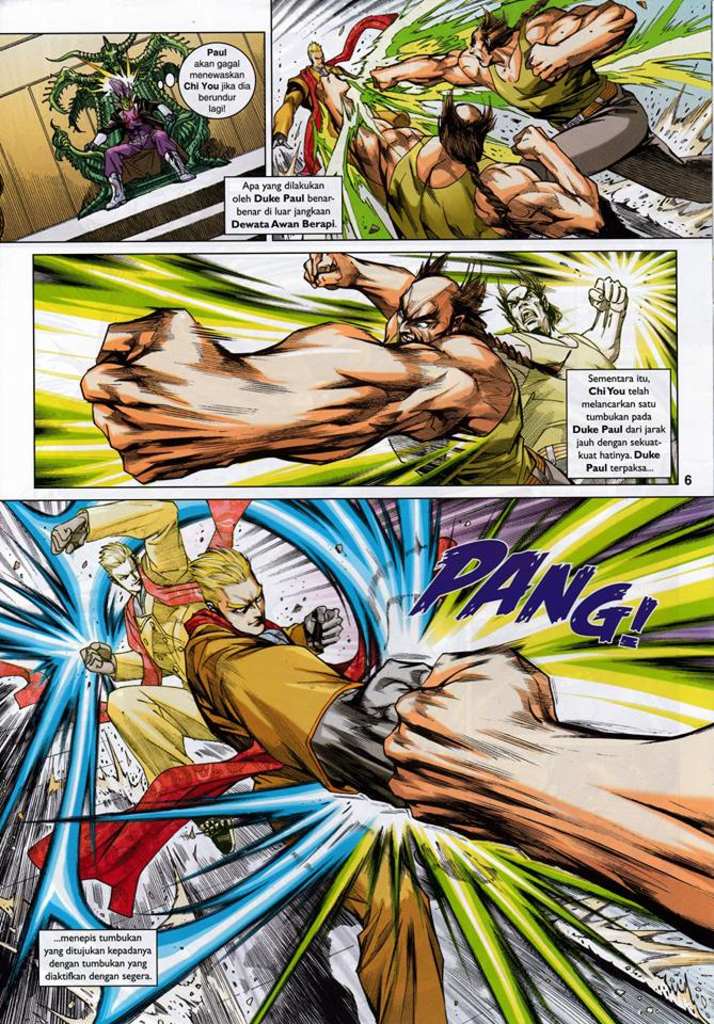 Paul
akan gagal
menewaskan
Chi You jika dia
berundur
lagi!
Apa yang dilakukan
oleh Duke Paul benar-
benar di luar jangkaan
Dewata Awan Berapi.
Sementara itu,
Chi You telah
melancarkan satu
tumbukan pada
Duke Paul dari jarak
jauh dengan sekuat-
kuat hatinya. Duke
Paul terpaksa...
6
PANG!
...menepis tumbukan
yang ditujukan kepadanya
dengan tumbukan yang
diaktifkan dengan segera.